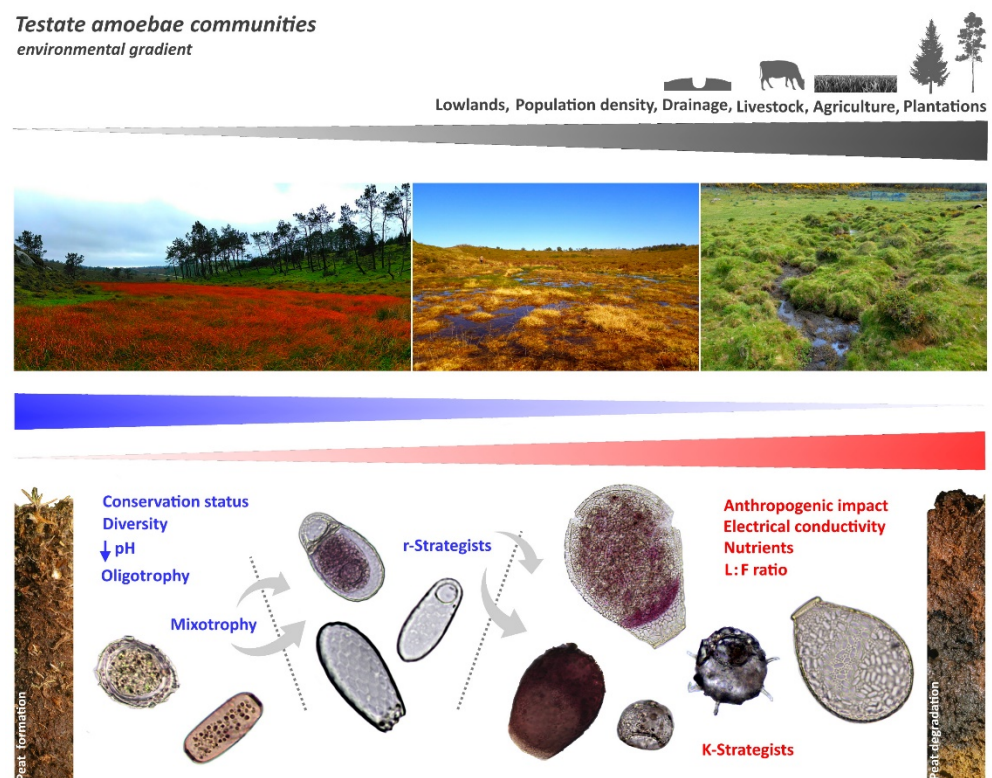 Testate amoebae communities
environmental gradient
Lowlands, Population density, Drainage, Livestock, Agriculture, Plantations
Conservation status
Diversity
↓ pH
Oligotrophy
Mixotrophy
r-Strategists
Anthropogenic impact
Electrical conductivity
Nutrients
L:F ratio
K-Strategists
Peat formation
Peat degradation